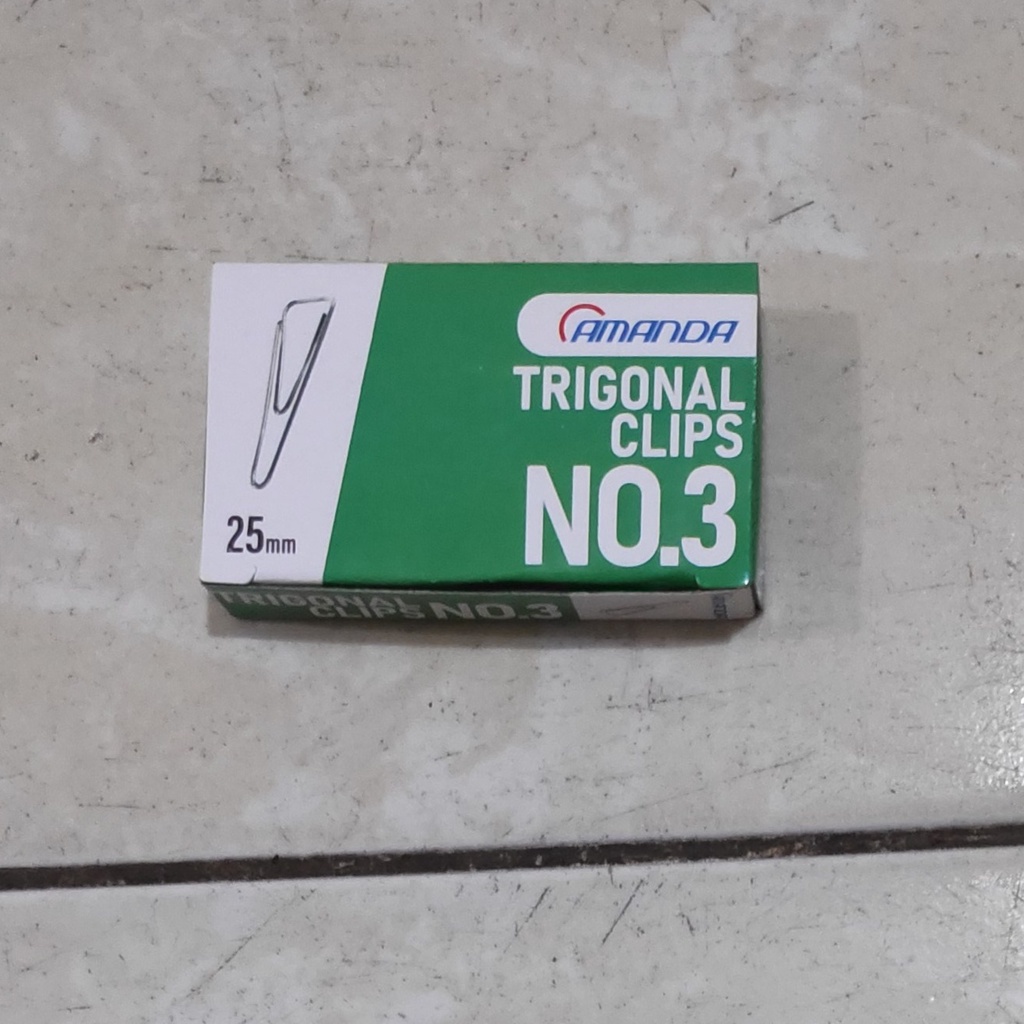 AMANDA
TRIGONAL
CLIPS
NO.3
25mm
TRIGONAL
CLIPS NO.3